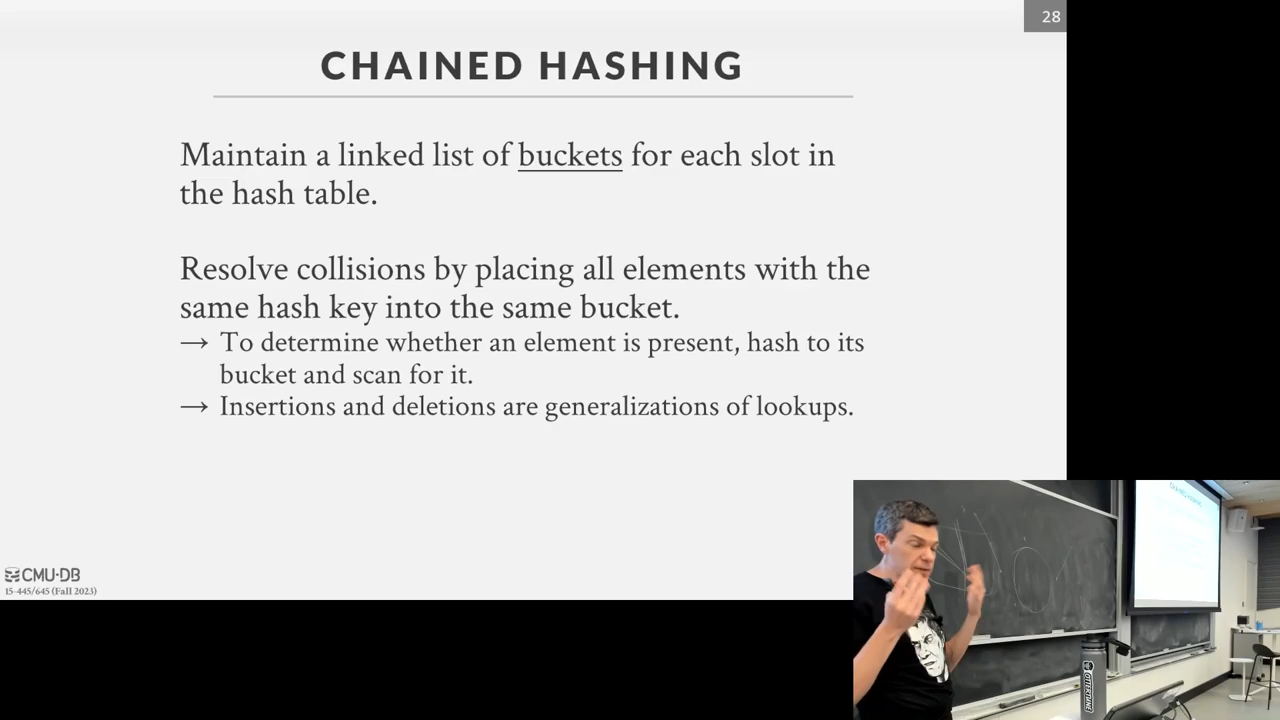 28
CHAINED HASHING
Maintain a linked list of buckets for each slot in
the hash table.
Resolve collisions by placing all elements with the
same hash key into the same bucket.
→ To determine whether an element is present, hash to its
bucket and scan for it.
→ Insertions and deletions are generalizations of lookups.
CMU·DB
15-445/645 (Fall 2023)
OTTERTUNE